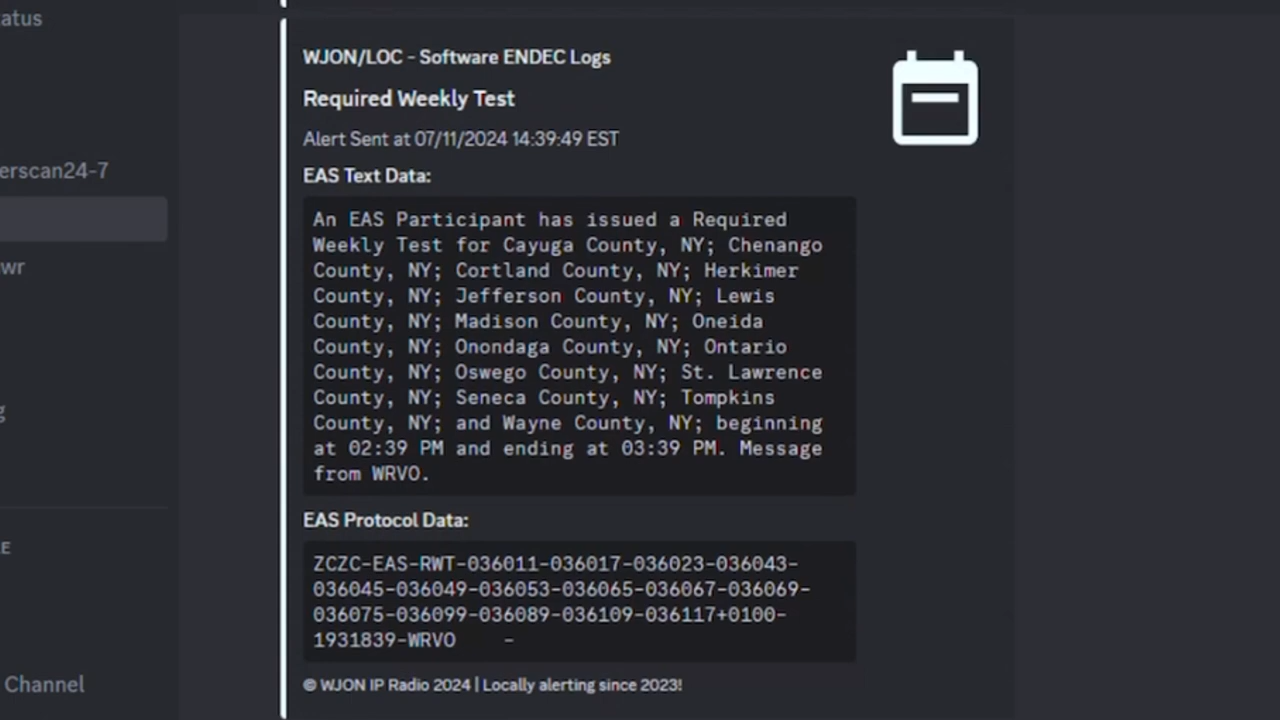 atus
erscan24-7
wr
g
E
Channel
WJON/LOC - Software ENDEC Logs
Required Weekly Test
Alert Sent at 07/11/2024 14:39:49 EST
EAS Text Data:
An EAS Participant has issued a Required
Weekly Test for Cayuga County, NY; Chenango
County, NY; Cortland County, NY; Herkimer
County, NY; Jefferson County, NY; Lewis
County, NY; Madison County, NY; Oneida
County, NY; Onondaga County, NY; Ontario
County, NY; Oswego County, NY; St. Lawrence
County, NY; Seneca County, NY; Tompkins
County, NY; and Wayne County, NY; beginning
at 02:39 PM and ending at 03:39 PM. Message
from WRVO.
EAS Protocol Data:
ZCZC-EAS-RWT-036011-036017-036023-036043-
036045-036049-036053-036065-036067-036069-
036075-036099-036089-036109-036117+0100-
1931839-WRVO    -
© WJON IP Radio 2024 | Locally alerting since 2023!